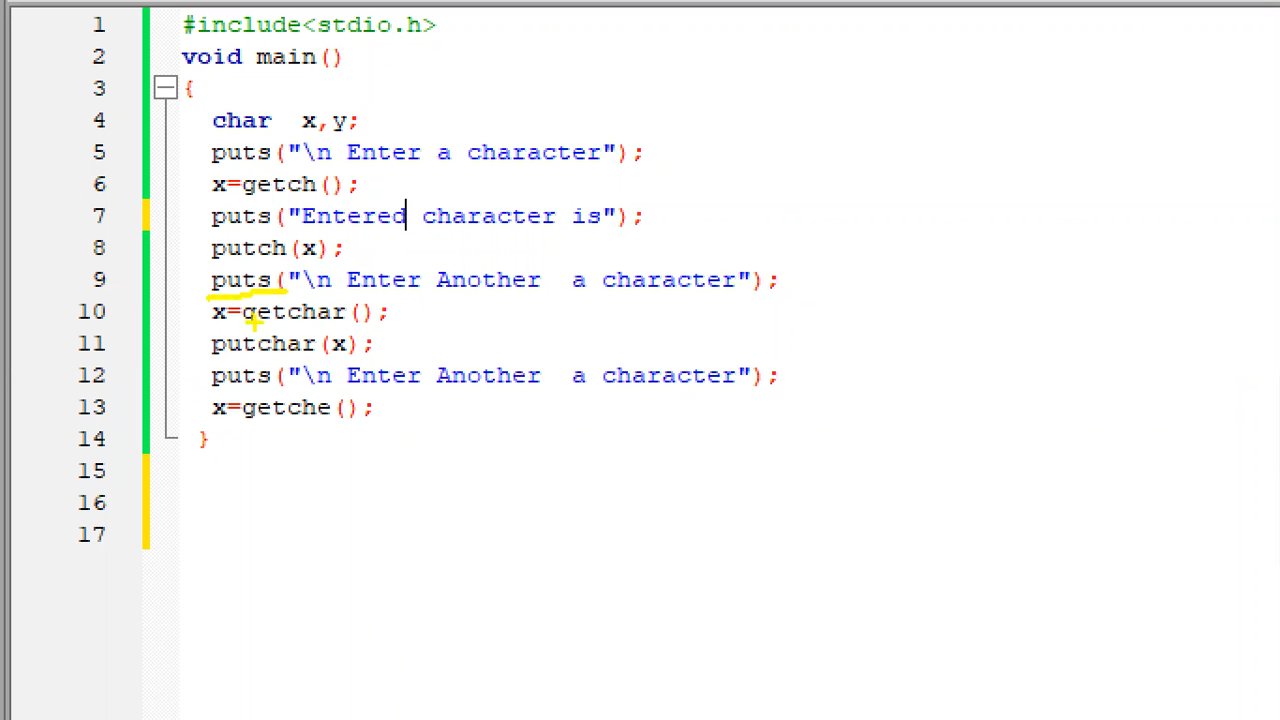 1 #include<stdio.h>
2 void main()
3 {
4 char  x,y;
5 puts("\n Enter a character");
6 x=getch();
7 puts("Entered character is");
8 putch(x);
9 puts("\n Enter Another  a character");
10 x=getchar();
11 putchar(x);
12 puts("\n Enter Another  a character");
13 x=getche();
14 }
15
16
17